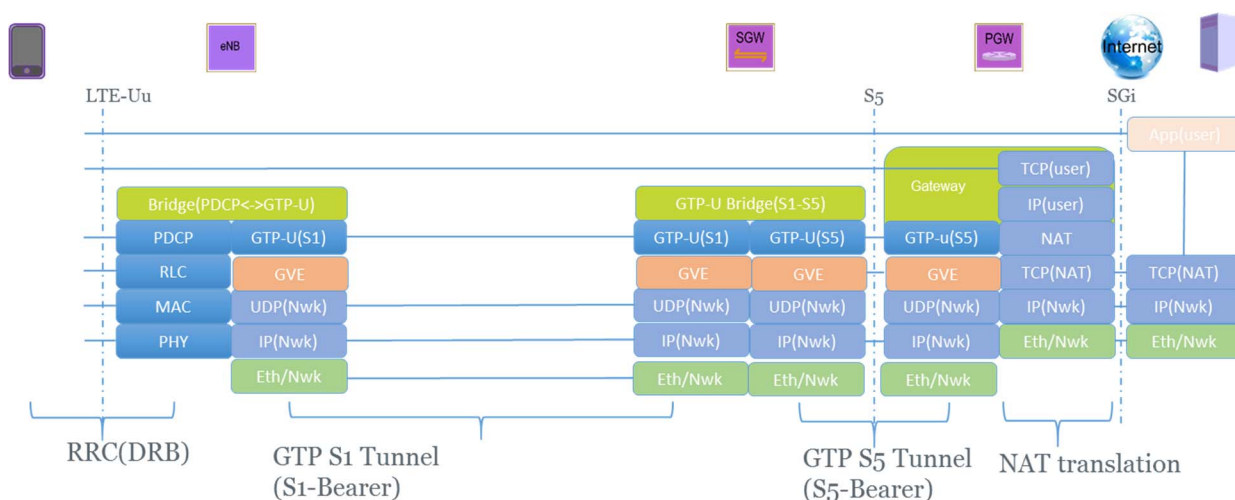 eNB
SGW
PGW
Internet
LTE-Uu
S5
SGi
App(user)
TCP(user)
Gateway
Bridge(PDCP<->GTP-U)
GTP-U Bridge(S1-S5)
IP(user)
PDCP
GTP-U(S1)
GTP-U(S1)
GTP-U(S5)
GTP-u(S5)
NAT
RLC
GVE
GVE
GVE
GVE
TCP(NAT)
TCP(NAT)
MAC
UDP(Nwk)
UDP(Nwk)
UDP(Nwk)
UDP(Nwk)
IP(Nwk)
IP(Nwk)
PHY
IP(Nwk)
IP(Nwk)
IP(Nwk)
IP(Nwk)
Eth/Nwk
Eth/Nwk
Eth/Nwk
Eth/Nwk
Eth/Nwk
Eth/Nwk
RRC(DRB)
GTP S1 Tunnel
(S1-Bearer)
GTP S5 Tunnel
(S5-Bearer)
NAT translation